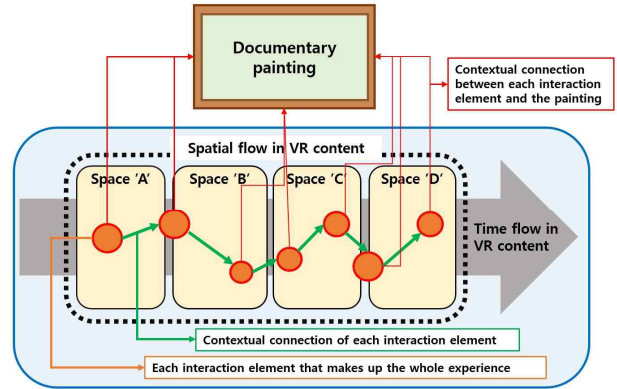 Documentary
painting
Contextual connection
between each interaction
element and the painting
Spatial flow in VR content
Space 'A'
Space 'B'
Space 'C'
Space 'D'
Time flow in
VR content
Contextual connection of each interaction element
Each interaction element that makes up the whole experience